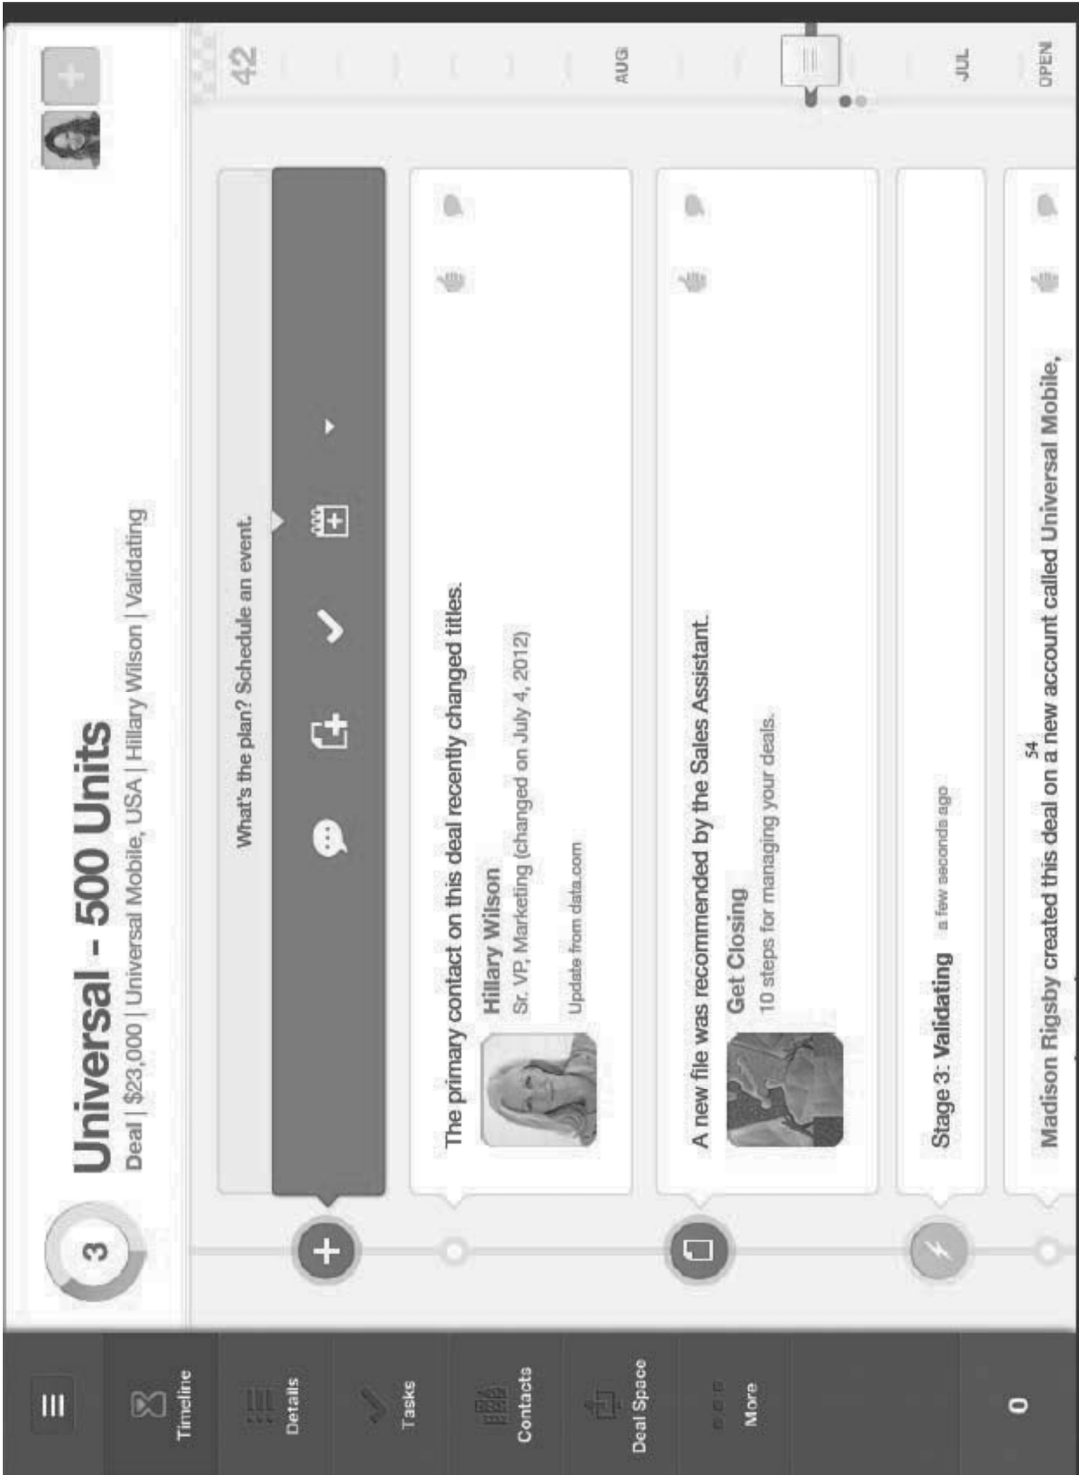 3
Universal - 500 Units
Deal | $23,000 | Universal Mobile, USA | Hillary Wilson | Validating
Timeline
Details
Tasks
Contacts
Deal Space
More
0
What's the plan? Schedule an event.
The primary contact on this deal recently changed titles.
Hillary Wilson
Sr. VP, Marketing (changed on July 4, 2012)
Update from data.com
A new file was recommended by the Sales Assistant.
Get Closing
10 steps for managing your deals.
Stage 3: Validating a few seconds ago
54
Madison Rigsby created this deal on a new account called Universal Mobile,
42
AUG
JUL
OPEN